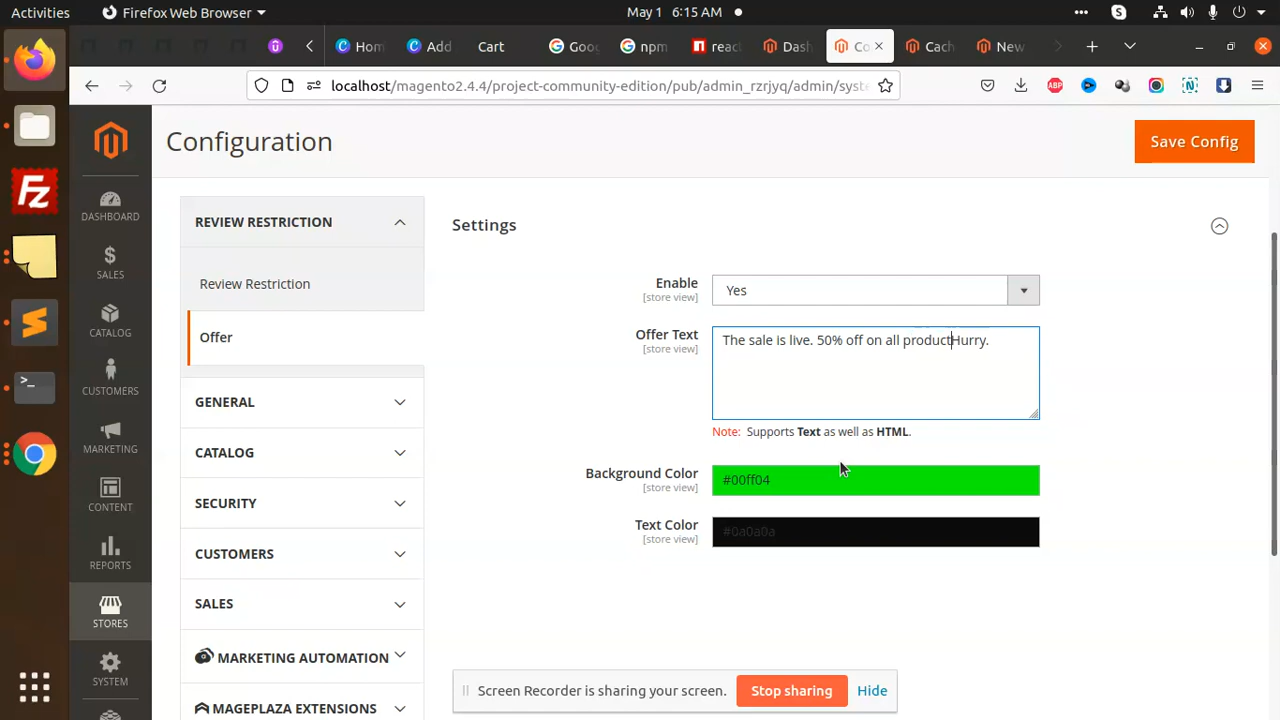 Activities
Firefox Web Browser
May 1 6:15 AM
Hom
Add
Cart
Goo
npm
reac
Dash
Co
Cach
New
localhost/magento2.4.4/project-community-edition/pub/admin_rzrjyq/admin/syste
Configuration
Save Config
DASHBOARD
SALES
CATALOG
CUSTOMERS
MARKETING
CONTENT
REPORTS
STORES
SYSTEM
REVIEW RESTRICTION
Review Restriction
Offer
GENERAL
CATALOG
SECURITY
CUSTOMERS
SALES
MARKETING AUTOMATION
MAGEPLAZA EXTENSIONS
Settings
Enable
[store view]
Yes
Offer Text
[store view]
The sale is live. 50% off on all productHurry.
Note: Supports Text as well as HTML.
Background Color
[store view]
#00ff04
Text Color
[store view]
#0a0a0a
Screen Recorder is sharing your screen.
Stop sharing
Hide